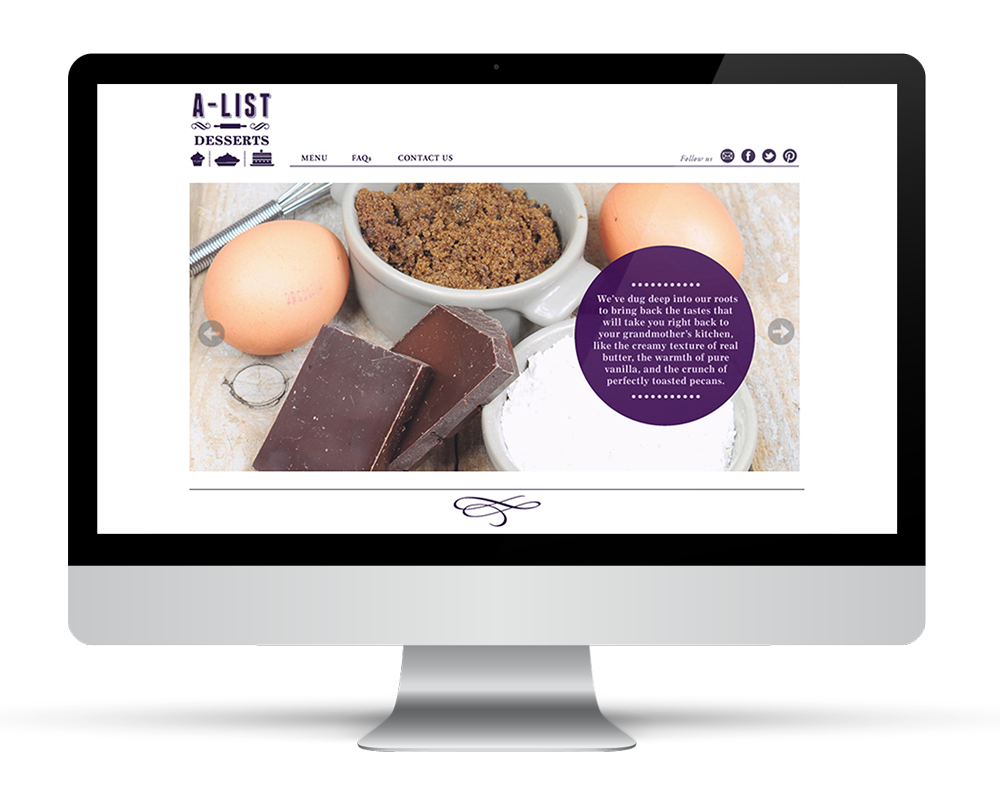 A-LIST
DESSERTS
MENU FAQs CONTACT US Follow us
We've dug deep into our roots
to bring back the tastes that
will take you right back to
your grandmother's kitchen,
like the creamy texture of real
butter, the warmth of pure
vanilla, and the crunch of
perfectly toasted pecans.